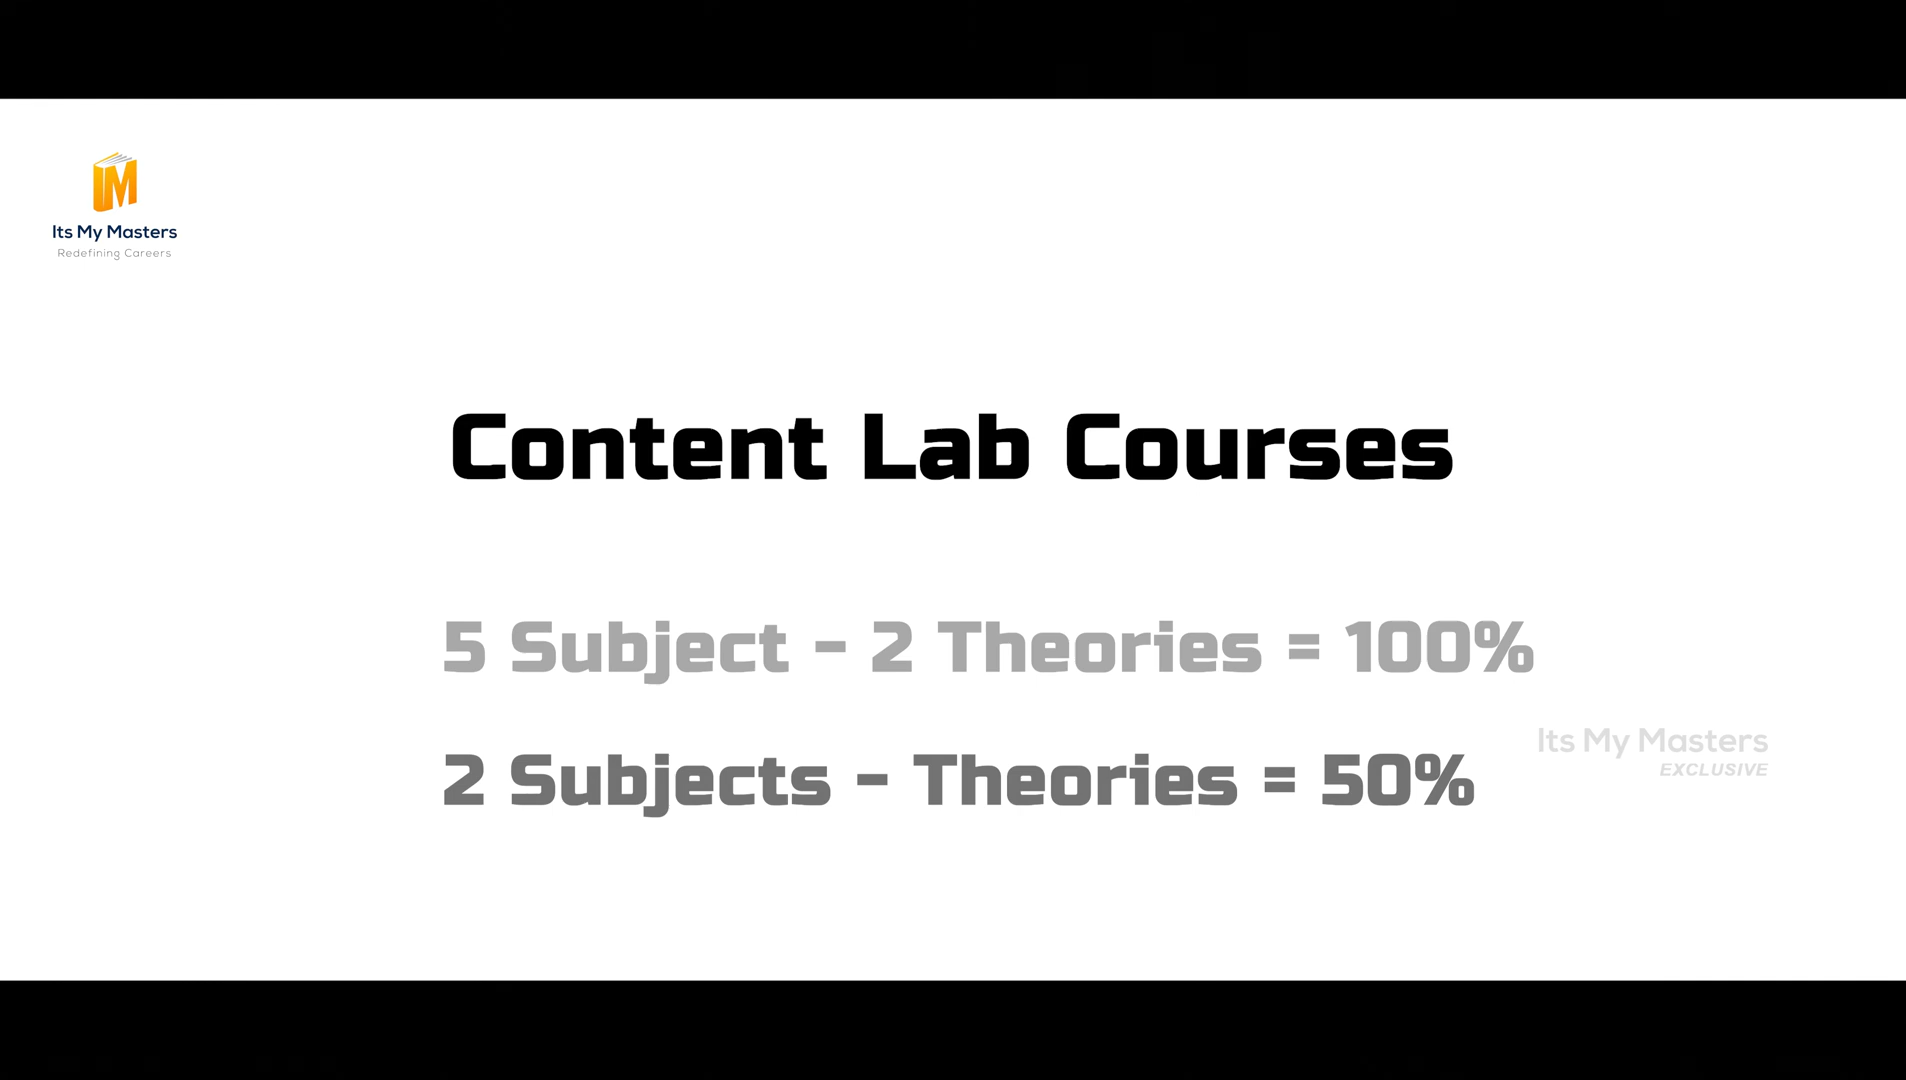 Its My Masters
Redefining Careers
Content Lab Courses
5 Subject - 2 Theories = 100%
2 Subjects - Theories = 50%
Its My Masters
EXCLUSIVE